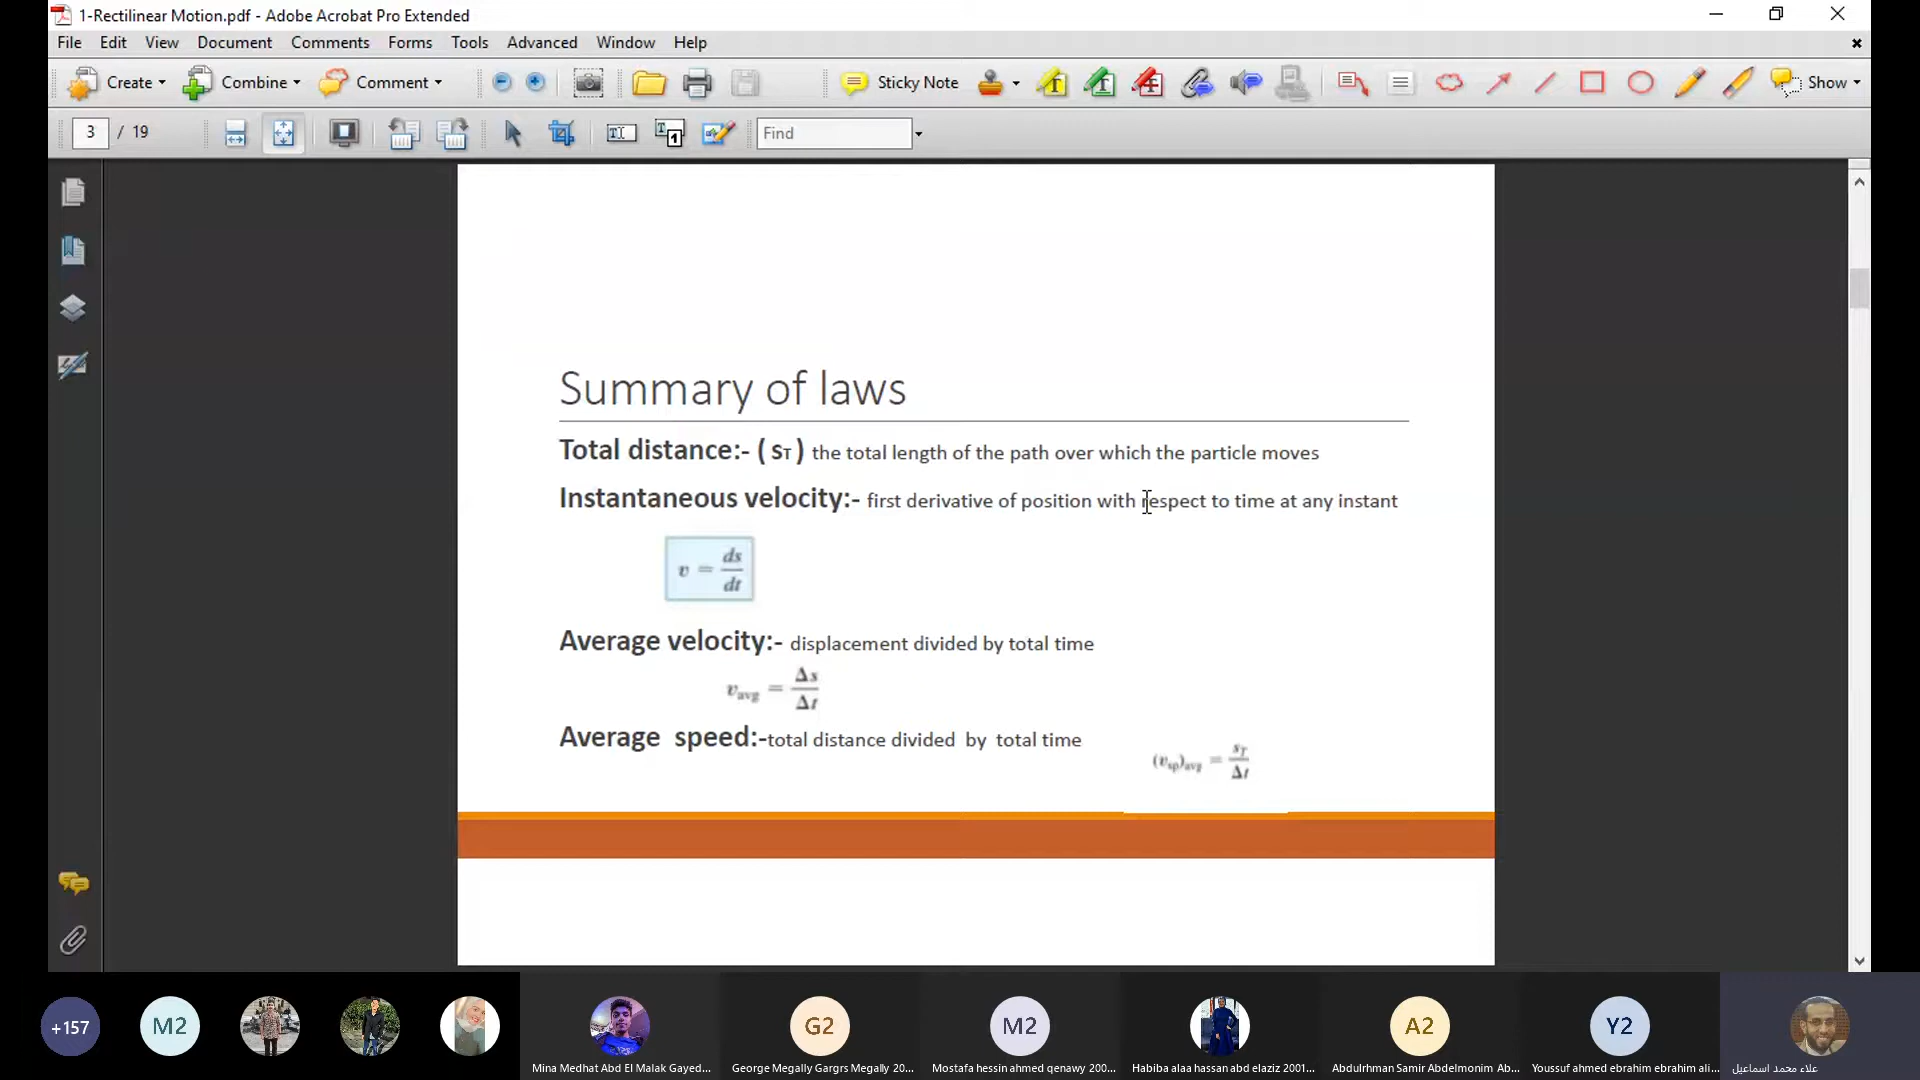 1-Rectilinear Motion.pdf - Adobe Acrobat Pro Extended
File Edit View Document Comments Forms Tools Advanced Window Help
Create Combine Comment Sticky Note Show
3 / 19 Find
Summary of laws
Total distance:- ( sT ) the total length of the path over which the particle moves
Instantaneous velocity:- first derivative of position with respect to time at any instant
v = ds/dt
Average velocity:- displacement divided by total time
vavg = Δs/Δt
Average speed:-total distance divided by total time
(vsp)avg = sT/Δt
+157 M2 G2 M2 A2 Y2
Mina Medhat Abd El Malak Gayed... George Megally Gargrs Megally 20... Mostafa hessin ahmed qenawy 200... Habiba alaa hassan abd elaziz 2001... Abdulrhman Samir Abdelmonim Ab... Youssuf ahmed ebrahim ebrahim ali... علاء محمد اسماعيل